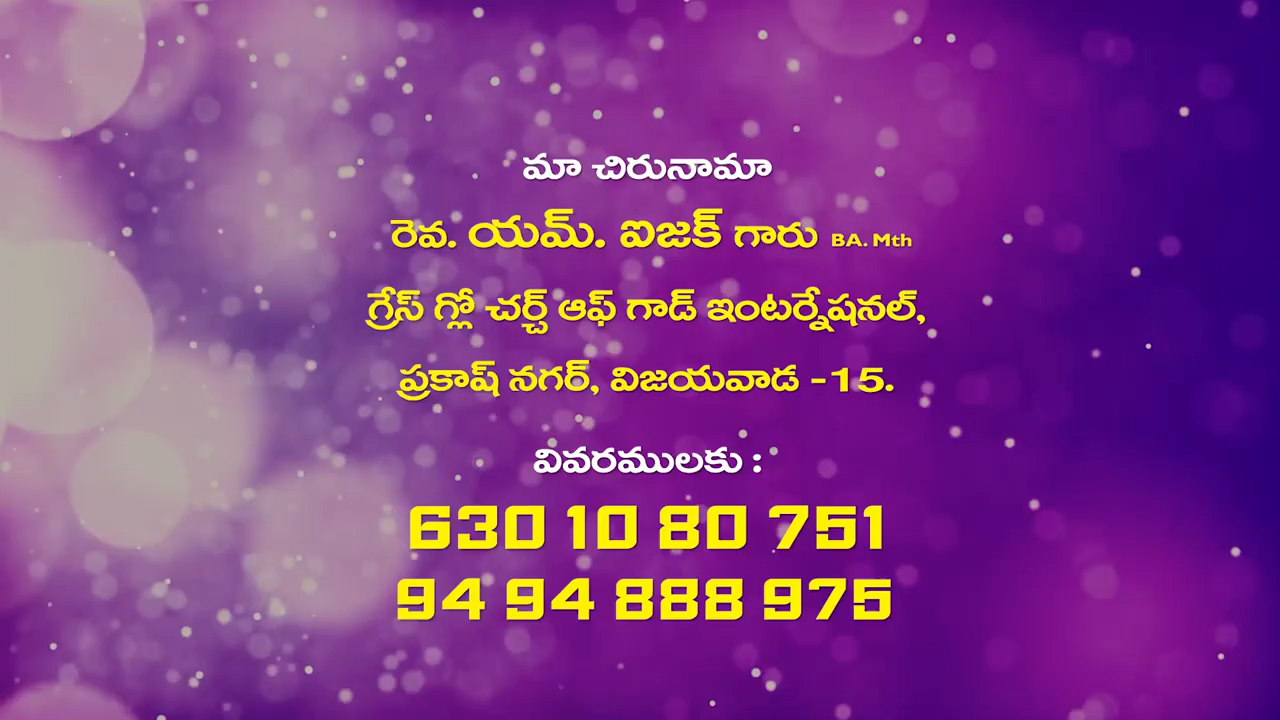 మా చిరునామా
రెవ. యమ్. ఐజక్ గారు BA. Mth
గ్రేస్ గ్లో చర్చ్ ఆఫ్ గాడ్ ఇంటర్నేషనల్,
ప్రకాష్ నగర్, విజయవాడ -15.
వివరములకు :
630 10 80 751
94 94 888 975